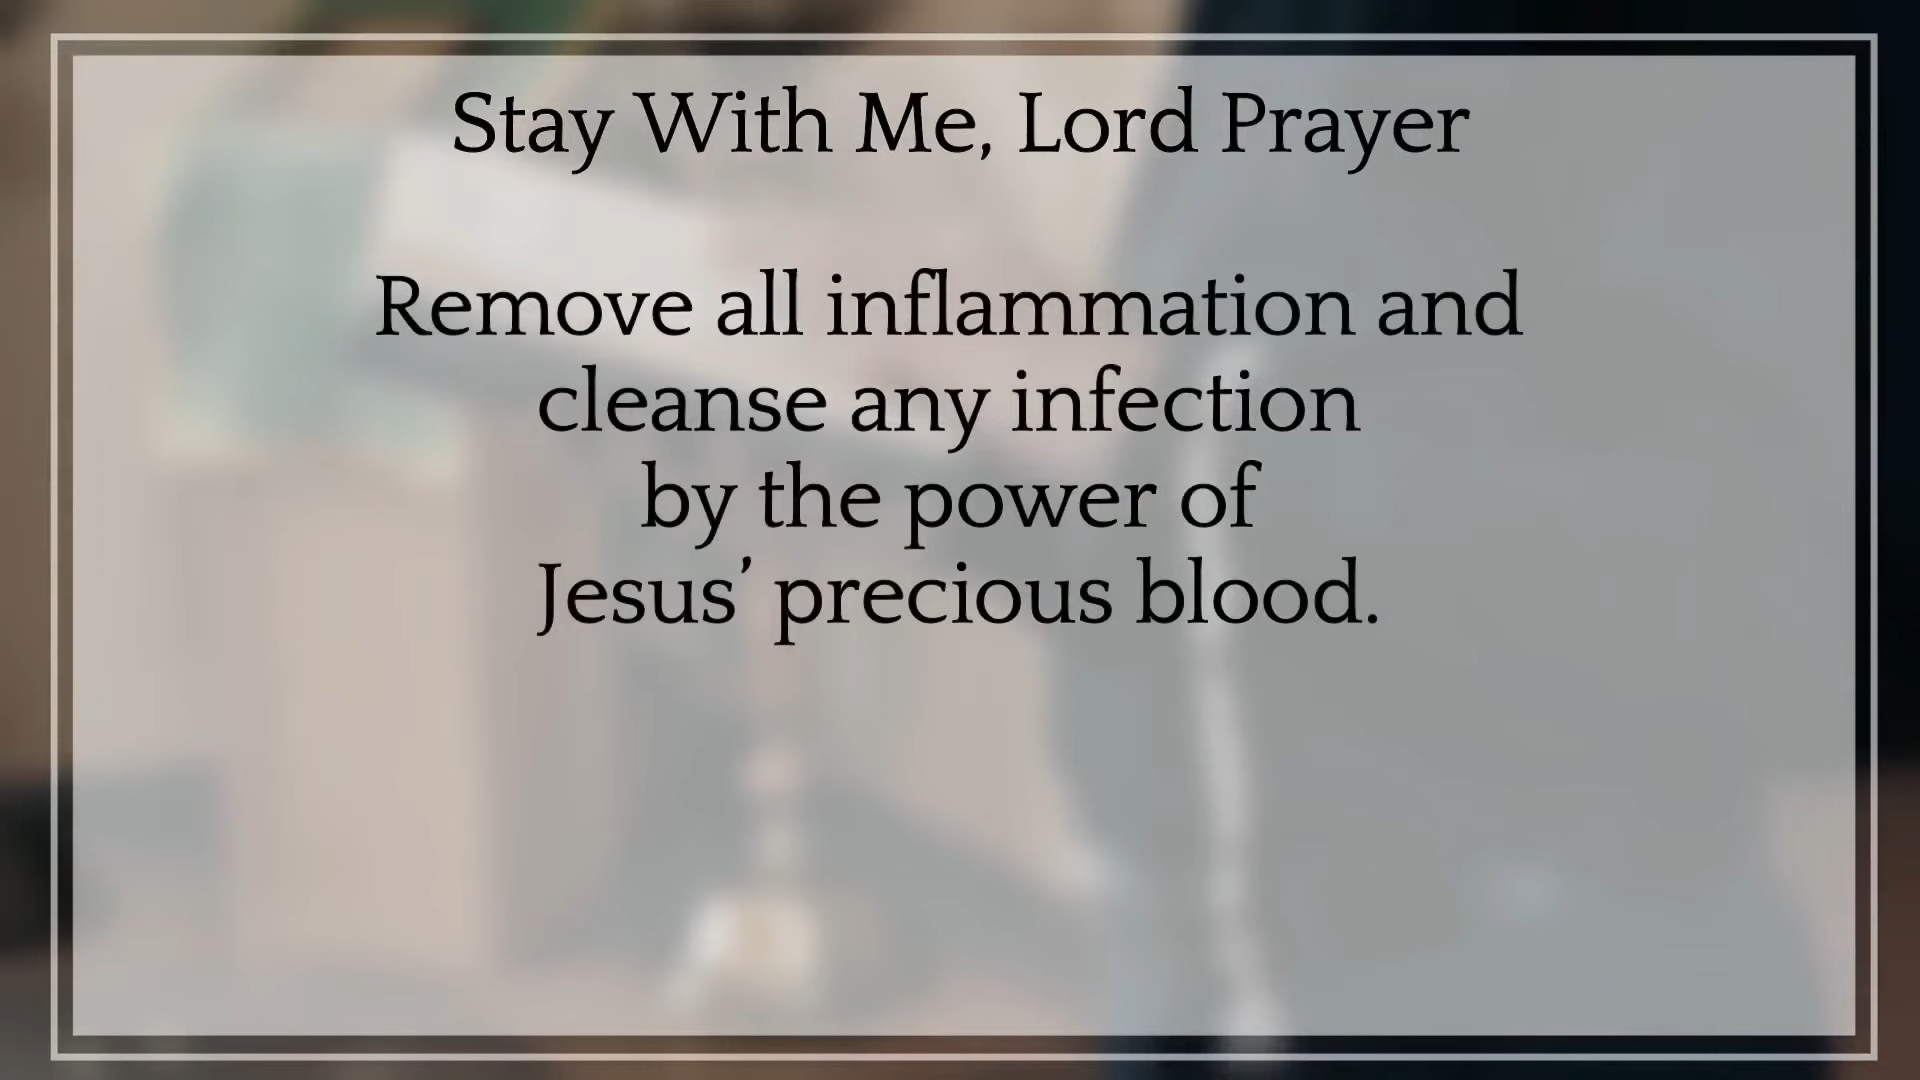 Stay With Me, Lord Prayer
Remove all inflammation and
cleanse any infection
by the power of
Jesus’ precious blood.